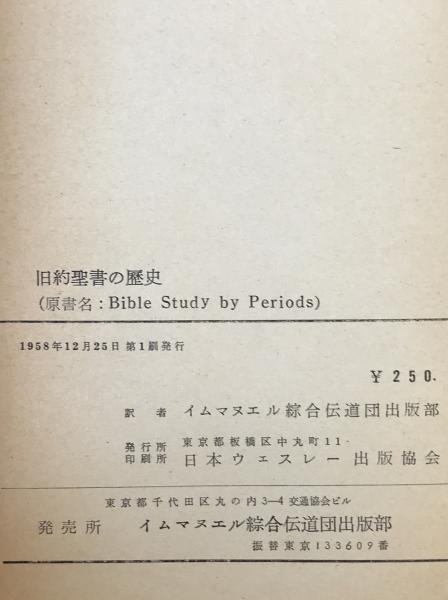 旧約聖書の歴史
(原書名：Bible Study by Periods)
1958年12月25日 第1刷発行
¥ 250.
訳者 イムマヌエル綜合伝道団出版部
発行所 東京都板橋区中丸町11
印刷所 日本ウェスレー出版協会
東京都千代田区丸の内3―4 交通協会ビル
発売所 イムマヌエル綜合伝道団出版部
振替東京133609番